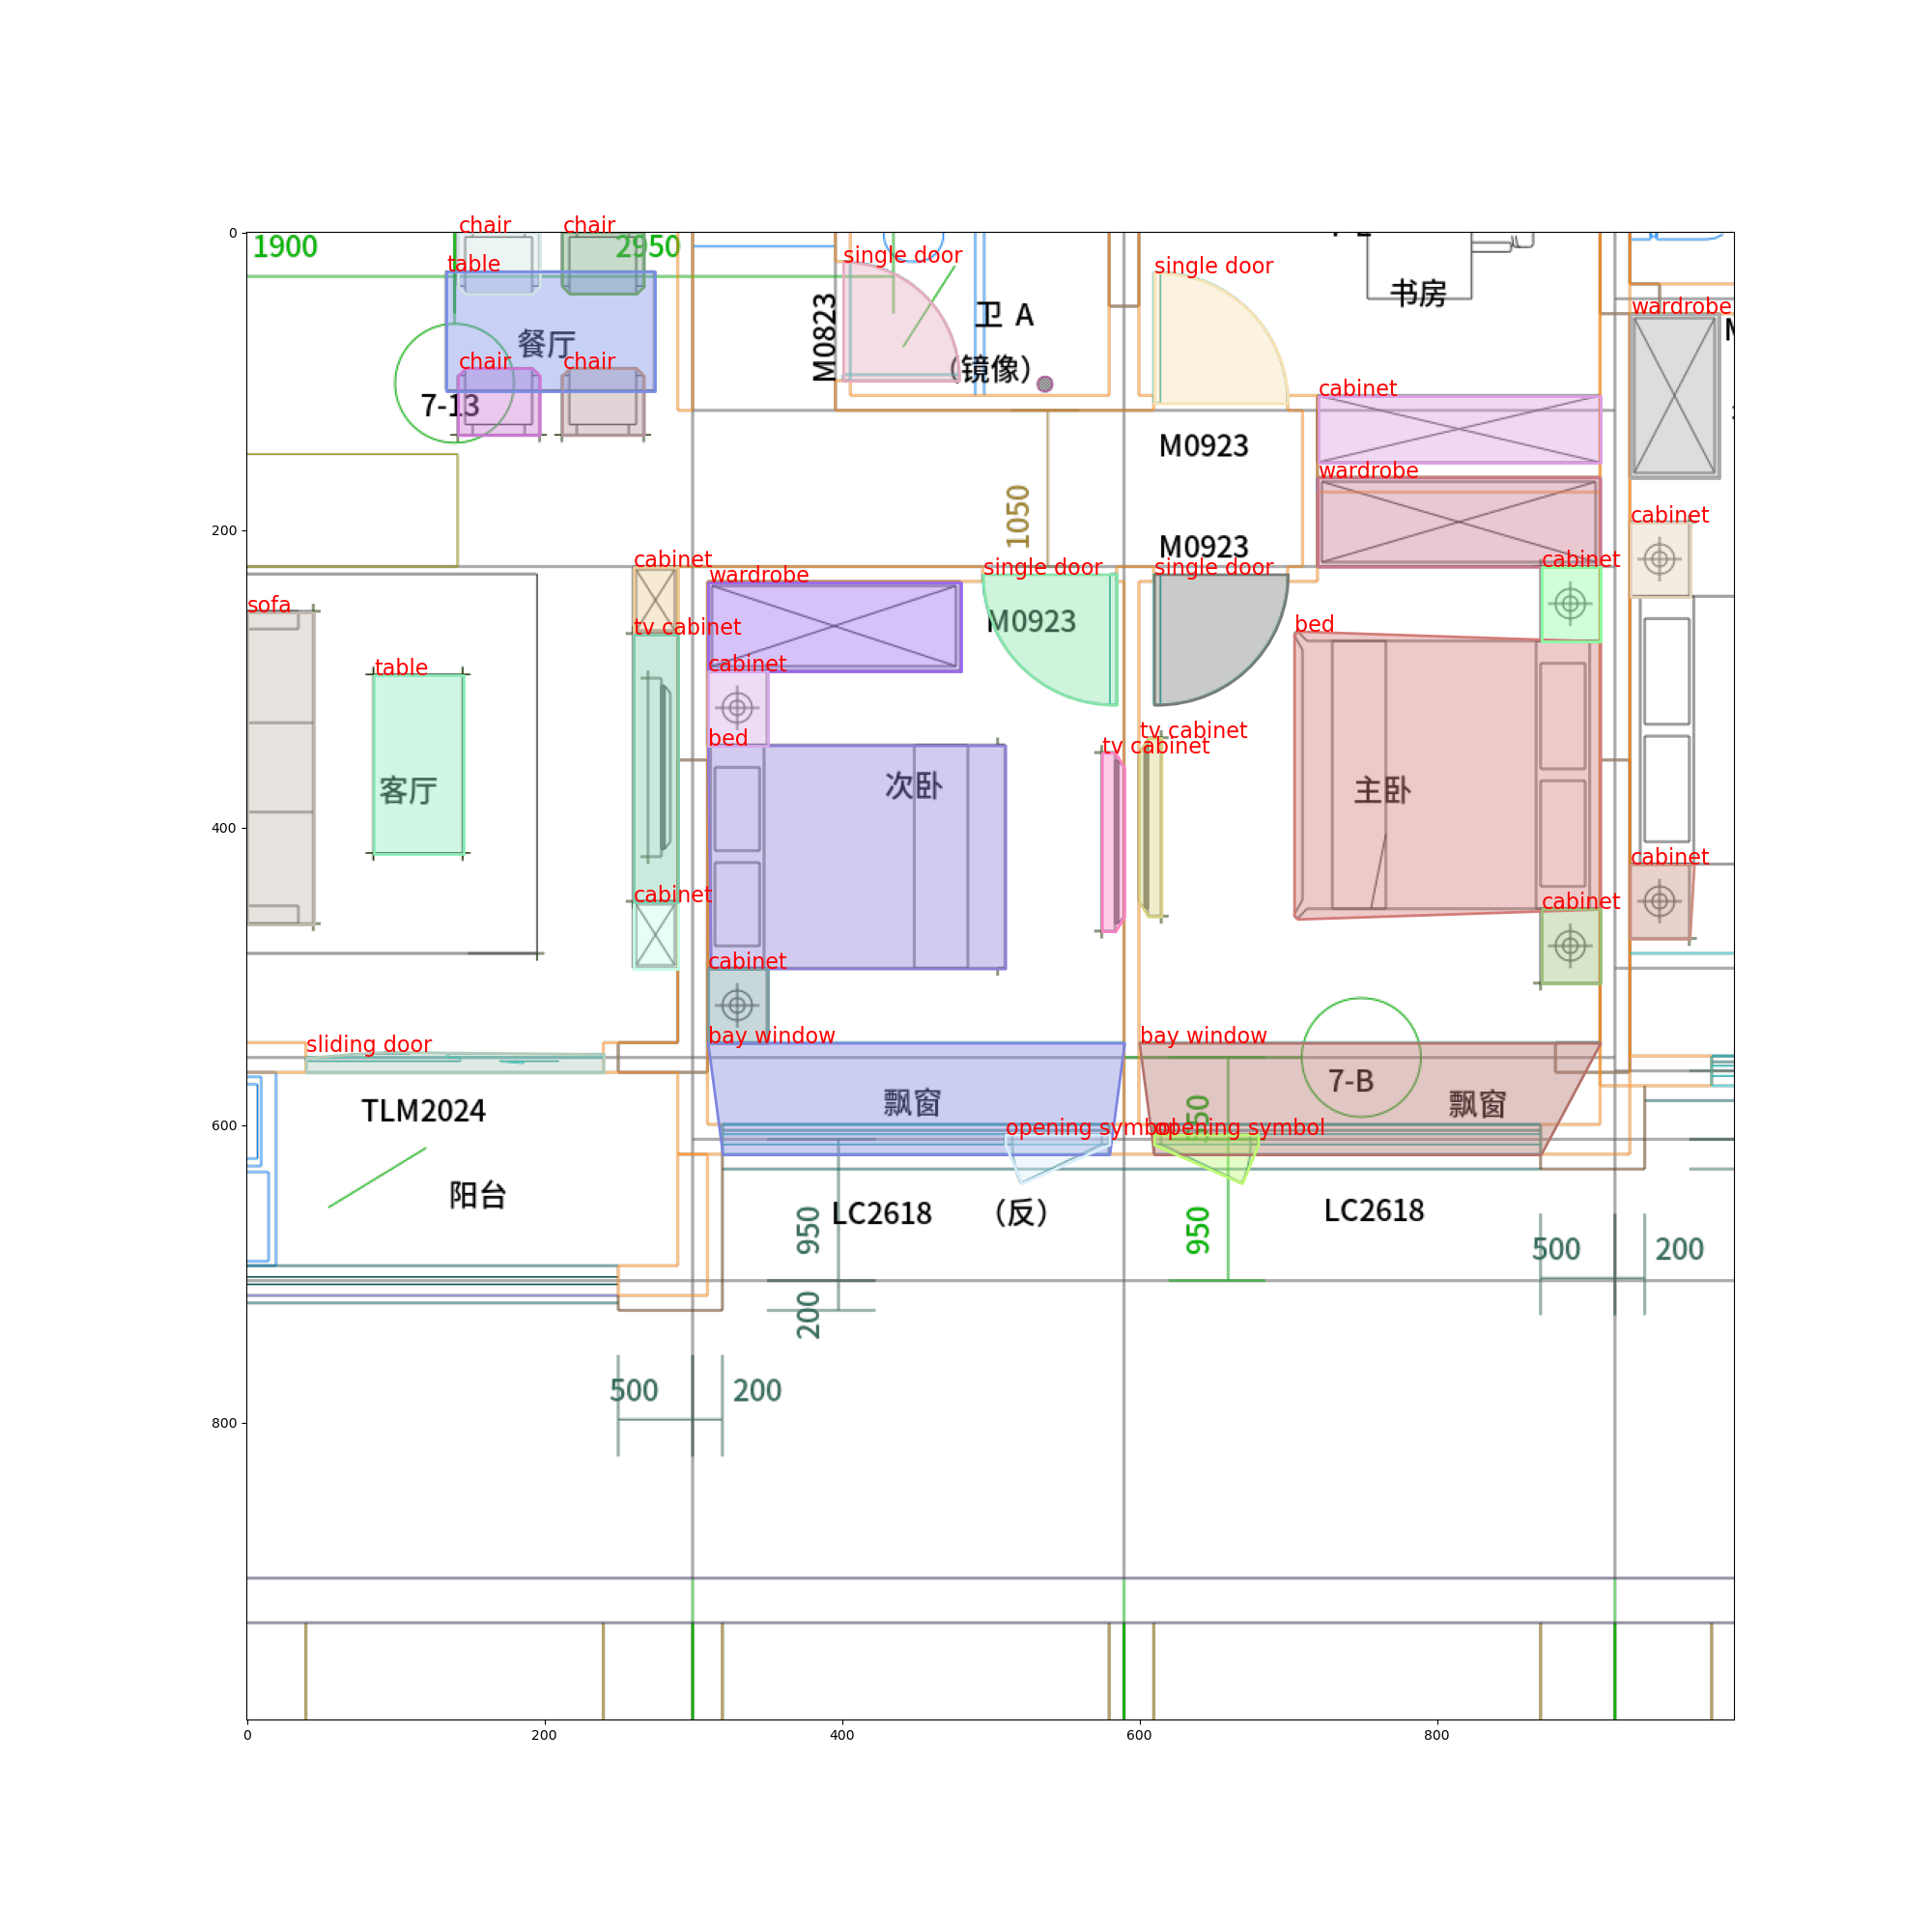 0
200
400
600
800
0
200
400
600
800
chair
chair
1900
2950
table
single door
single door
M0823
卫 A
(镜像)
书房
wardrobe
餐厅
chair
chair
7-13
cabinet
M0923
wardrobe
1050
M0923
cabinet
cabinet
cabinet
wardrobe
single door
single door
M0923
sofa
tv cabinet
bed
table
cabinet
bed
tv cabinet
tv cabinet
客厅
次卧
主卧
cabinet
cabinet
cabinet
cabinet
sliding door
bay window
bay window
7-B
TLM2024
飘窗
飘窗
opening symbol
opening symbol
阳台
LC2618
(反)
LC2618
950
950
500
200
200
500
200